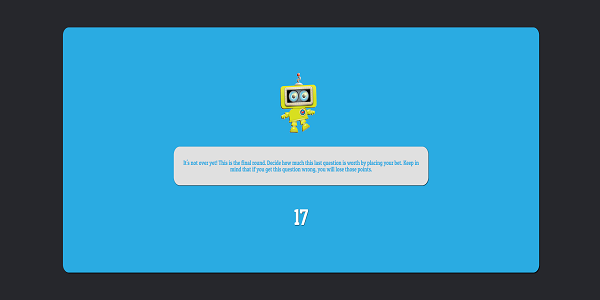 It's not over yet! This is the final round. Decide how much this last question is worth by placing your bet. Keep in
mind that if you get this question wrong, you will lose those points.
17